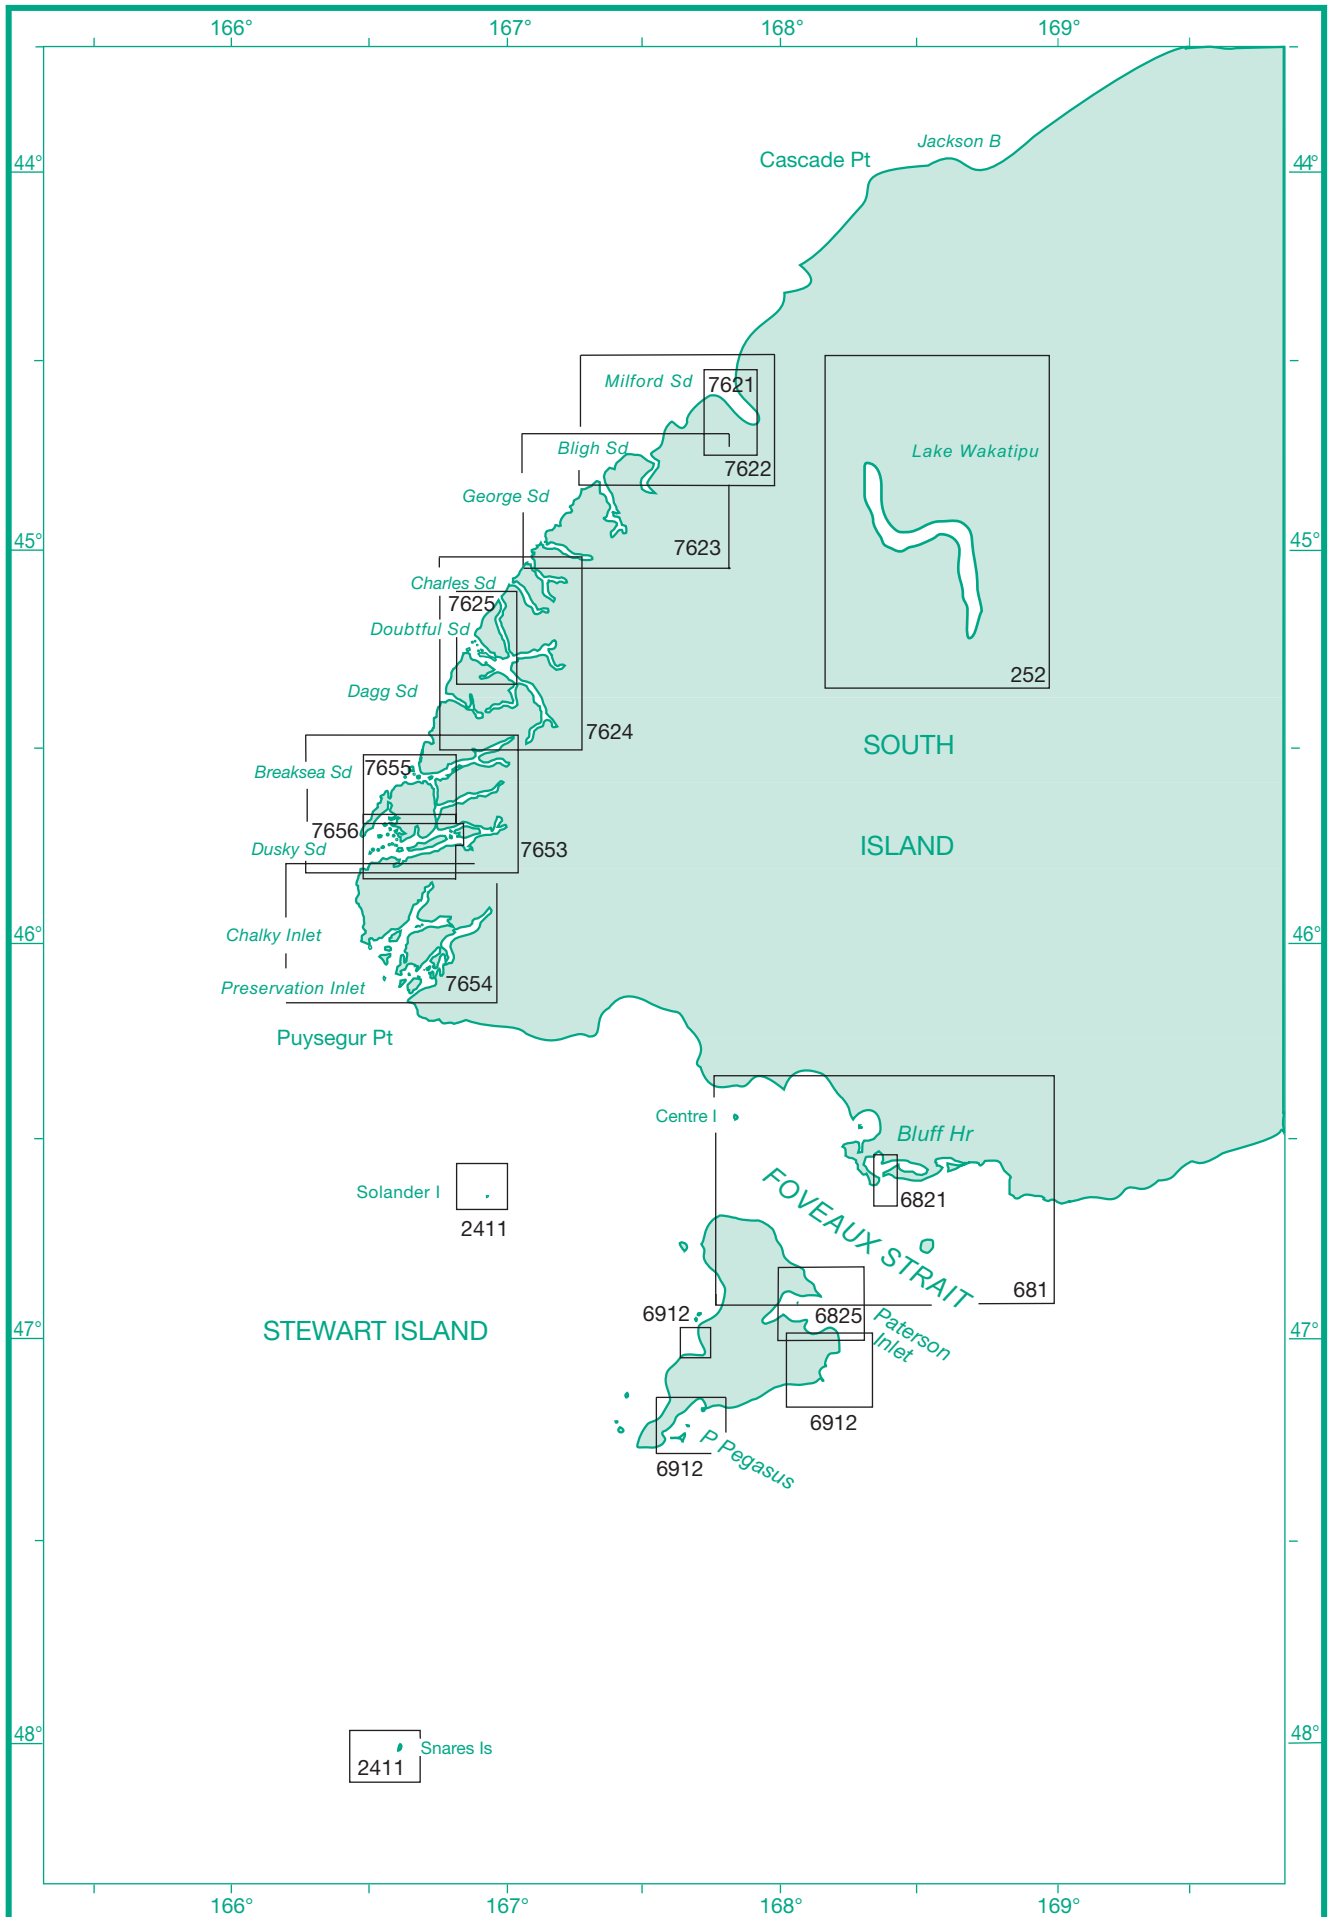 166° 167° 168° 169°
Jackson B
Cascade Pt
44° 44°
Milford Sd 7621
Bligh Sd
Lake Wakatipu
7622
George Sd
45° 7623 45°
Charles Sd
7625
Doubtful Sd
252
Dagg Sd
7624
SOUTH
Breaksea Sd 7655
7656
Dusky Sd 7653
ISLAND
46° Chalky Inlet 46°
Preservation Inlet 7654
Puysegur Pt
Centre I
Bluff Hr
Solander I
6821
2411
FOVEAUX STRAIT
681
6912
6825
Paterson
Inlet
STEWART ISLAND
47° 47°
6912
P Pegasus
6912
48° 48°
Snares Is
2411
166° 167° 168° 169°